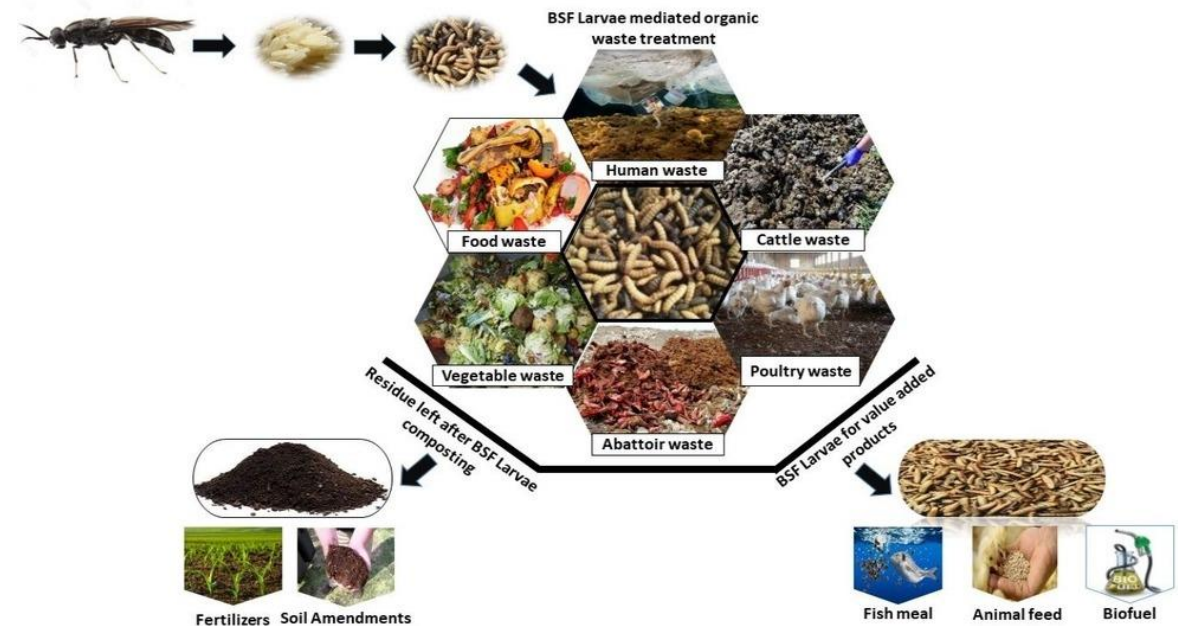 BSF Larvae mediated organic
waste treatment
Human waste
Food waste
Cattle waste
Vegetable waste
Poultry waste
Abattoir waste
Residue left after BSF Larvae
composting
BSF Larvae for value added
products
Fertilizers
Soil Amendments
Fish meal
Animal feed
BIO
FUEL
Biofuel